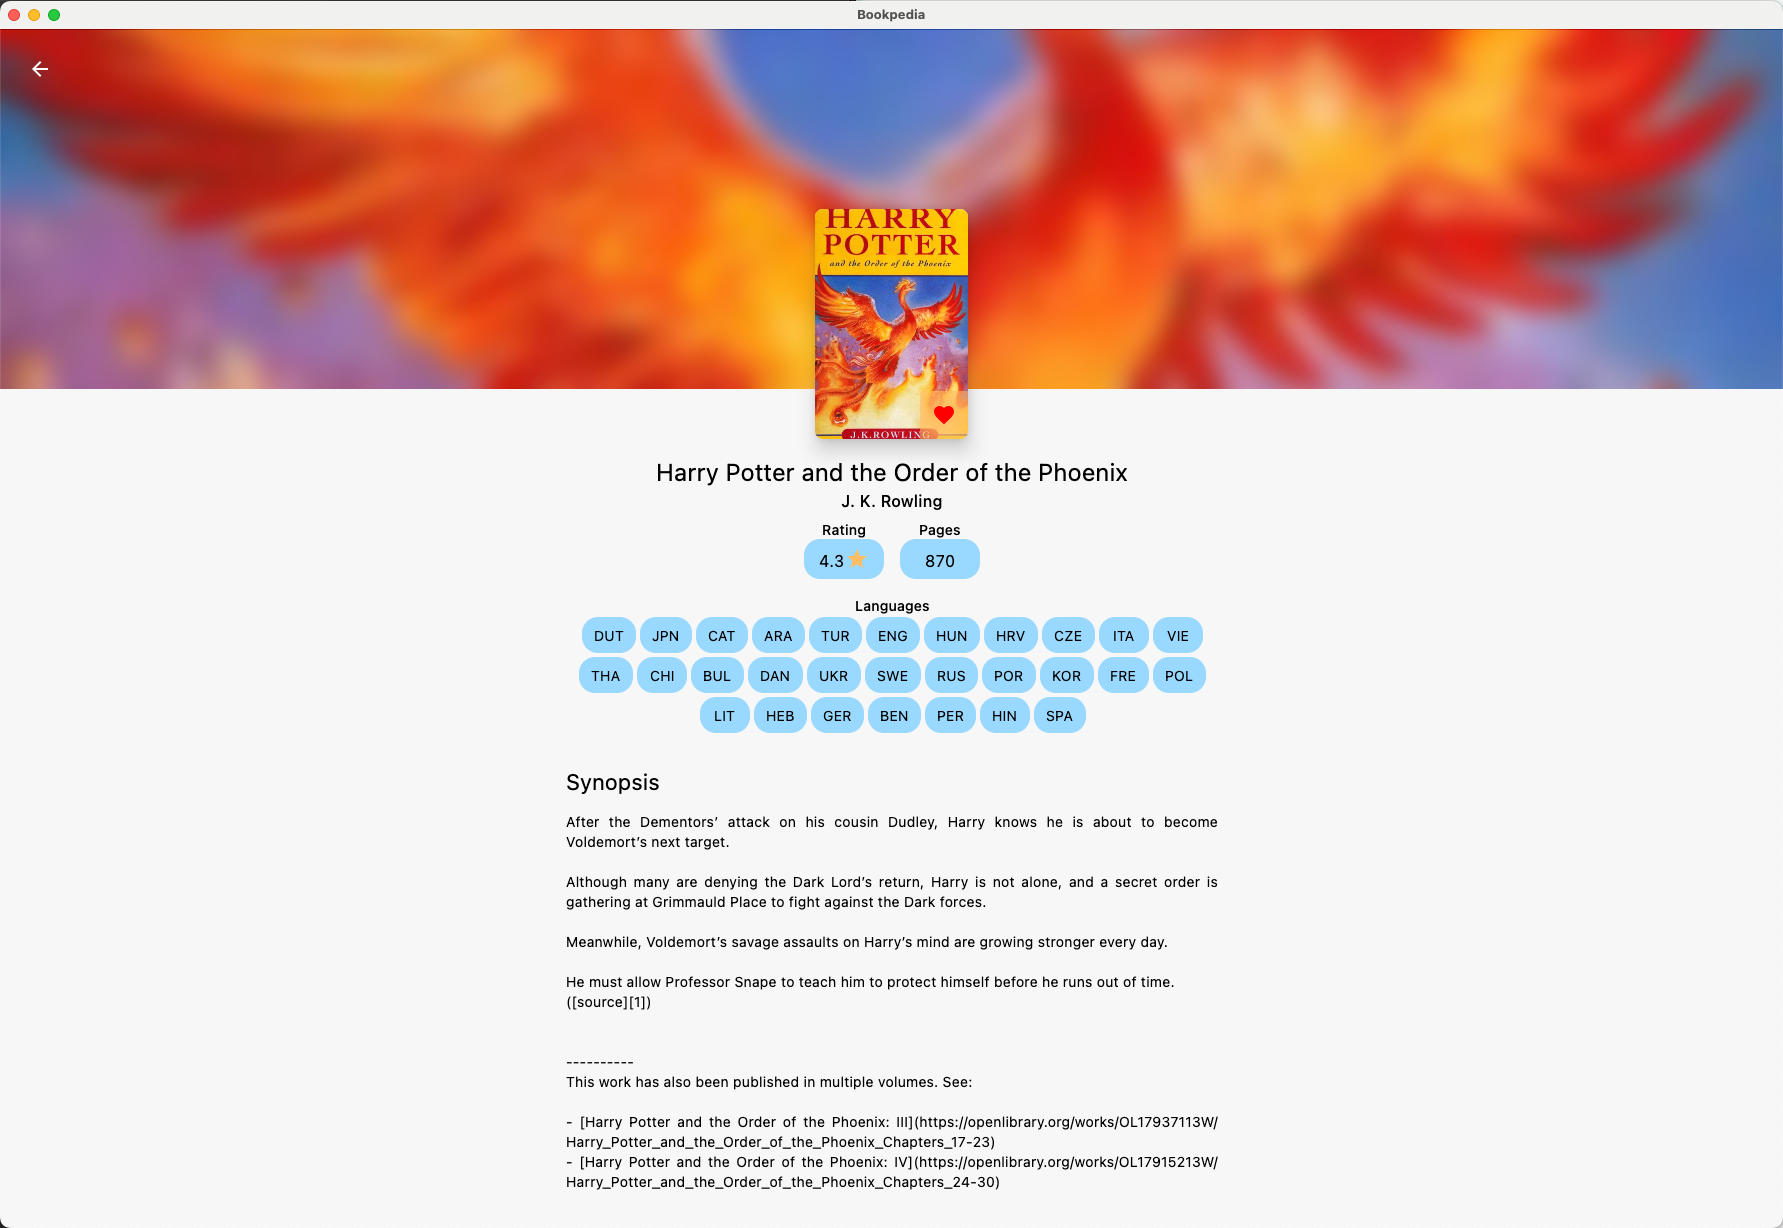 Bookpedia
HARRY
POTTER
and the Order of the Phoenix
J.K.ROWLING
Harry Potter and the Order of the Phoenix
J. K. Rowling
Rating Pages
4.3 870
Languages
DUT JPN CAT ARA TUR ENG HUN HRV CZE ITA VIE
THA CHI BUL DAN UKR SWE RUS POR KOR FRE POL
LIT HEB GER BEN PER HIN SPA
Synopsis
After the Dementors’ attack on his cousin Dudley, Harry knows he is about to become
Voldemort’s next target.
Although many are denying the Dark Lord’s return, Harry is not alone, and a secret order is
gathering at Grimmauld Place to fight against the Dark forces.
Meanwhile, Voldemort’s savage assaults on Harry’s mind are growing stronger every day.
He must allow Professor Snape to teach him to protect himself before he runs out of time.
([source][1])
----------
This work has also been published in multiple volumes. See:
- [Harry Potter and the Order of the Phoenix: III](https://openlibrary.org/works/OL17937113W/
Harry_Potter_and_the_Order_of_the_Phoenix_Chapters_17-23)
- [Harry Potter and the Order of the Phoenix: IV](https://openlibrary.org/works/OL17915213W/
Harry_Potter_and_the_Order_of_the_Phoenix_Chapters_24-30)